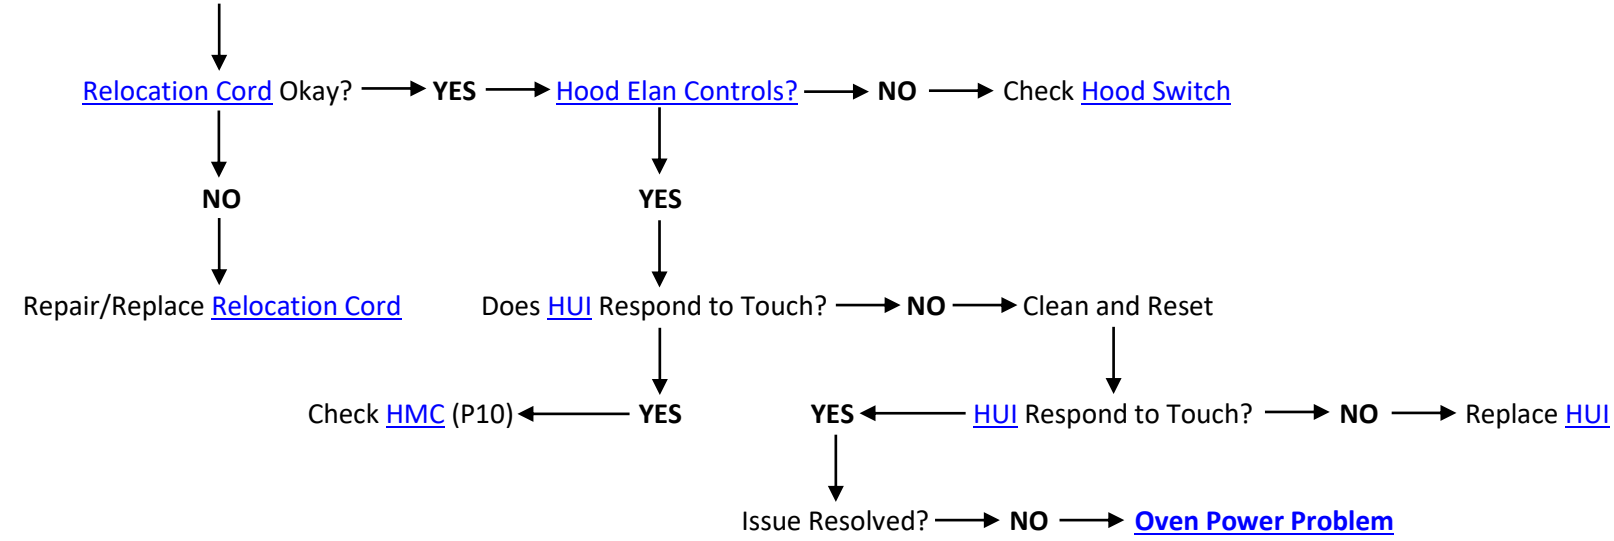 Relocation Cord Okay? YES Hood Elan Controls? NO Check Hood Switch
NO YES
Repair/Replace Relocation Cord Does HUI Respond to Touch? NO Clean and Reset
Check HMC (P10) YES YES HUI Respond to Touch? NO Replace HUI
Issue Resolved? NO Oven Power Problem